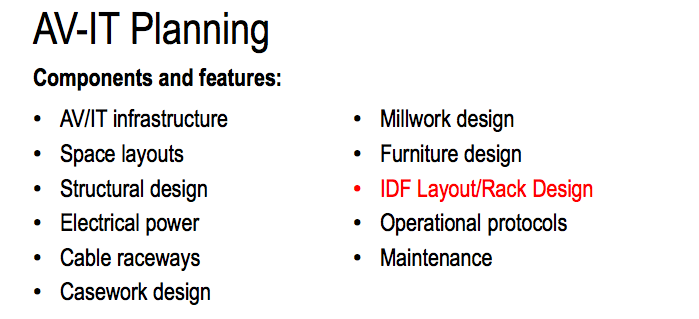 AV-IT Planning
Components and features:
• AV/IT infrastructure
• Space layouts
• Structural design
• Electrical power
• Cable raceways
• Casework design
• Millwork design
• Furniture design
• IDF Layout/Rack Design
• Operational protocols
• Maintenance